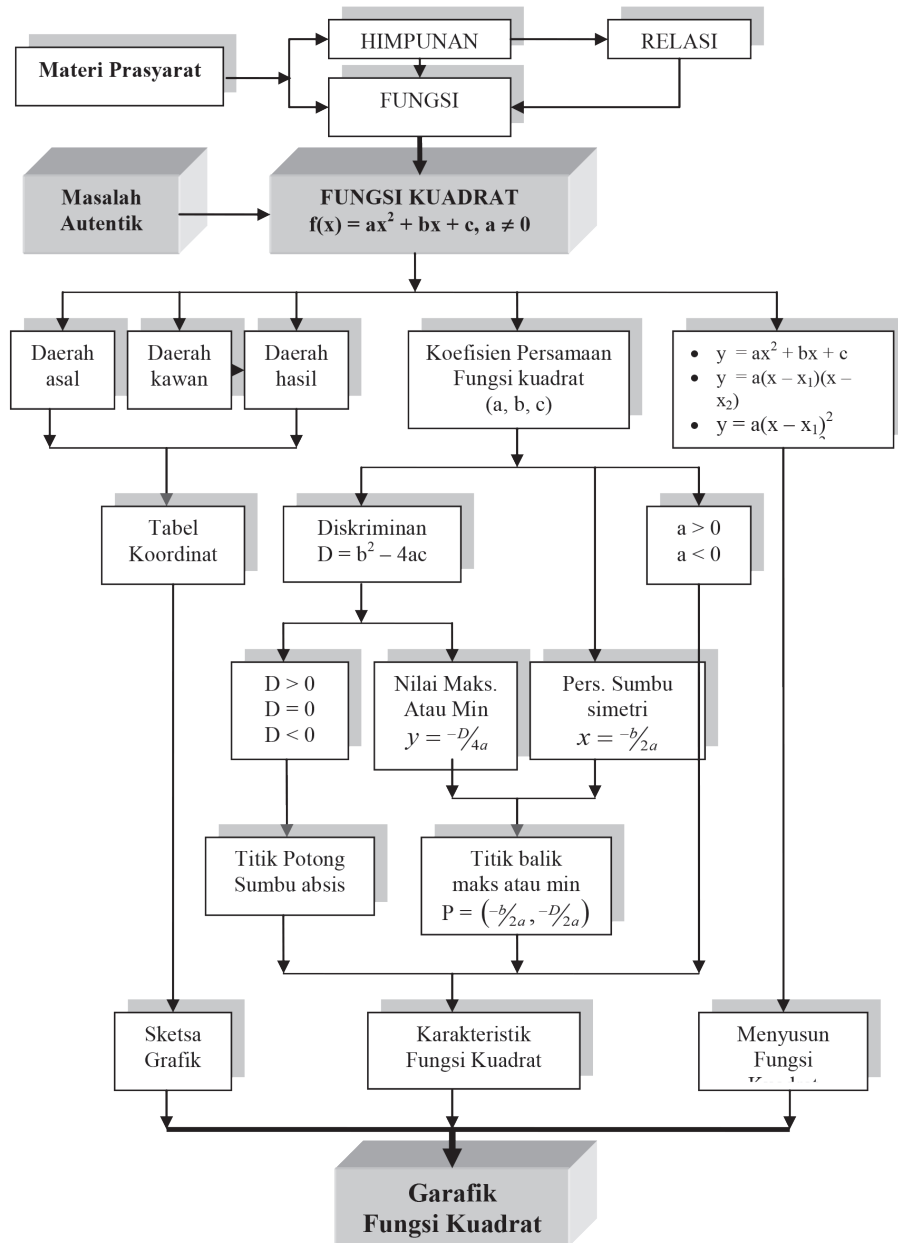 HIMPUNAN
RELASI
Materi Prasyarat
FUNGSI
Masalah
Autentik
FUNGSI KUADRAT
f(x) = ax² + bx + c, a ≠ 0
Daerah
asal
Daerah
kawan
Daerah
hasil
Koefisien Persamaan
Fungsi kuadrat
(a, b, c)
• y = ax² + bx + c
• y = a(x – x₁)(x –
x₂)
• y = a(x – x₁)²
Tabel
Koordinat
Diskriminan
D = b² – 4ac
a > 0
a < 0
D > 0
D = 0
D < 0
Nilai Maks.
Atau Min
y = –D/4a
Pers. Sumbu
simetri
x = –b/2a
Titik Potong
Sumbu absis
Titik balik
maks atau min
P = (–b/2a , –D/2a)
Sketsa
Grafik
Karakteristik
Fungsi Kuadrat
Menyusun
Fungsi
Garafik
Fungsi Kuadrat